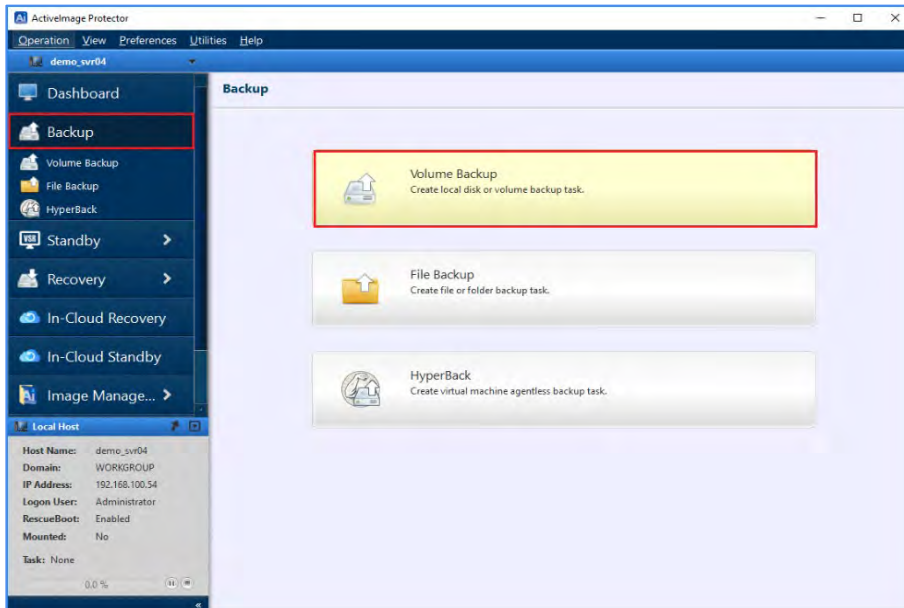 Ai ActiveImage Protector
Operation View Preferences Utilities Help
demo_svr04
Dashboard
Backup
Volume Backup
File Backup
HyperBack
Standby
Recovery
In-Cloud Recovery
In-Cloud Standby
Image Manage...
Local Host
Host Name: demo_svr04
Domain: WORKGROUP
IP Address: 192.168.100.54
Logon User: Administrator
RescueBoot: Enabled
Mounted: No
Task: None
0.0 %
Backup
Volume Backup
Create local disk or volume backup task.
File Backup
Create file or folder backup task.
HyperBack
Create virtual machine agentless backup task.